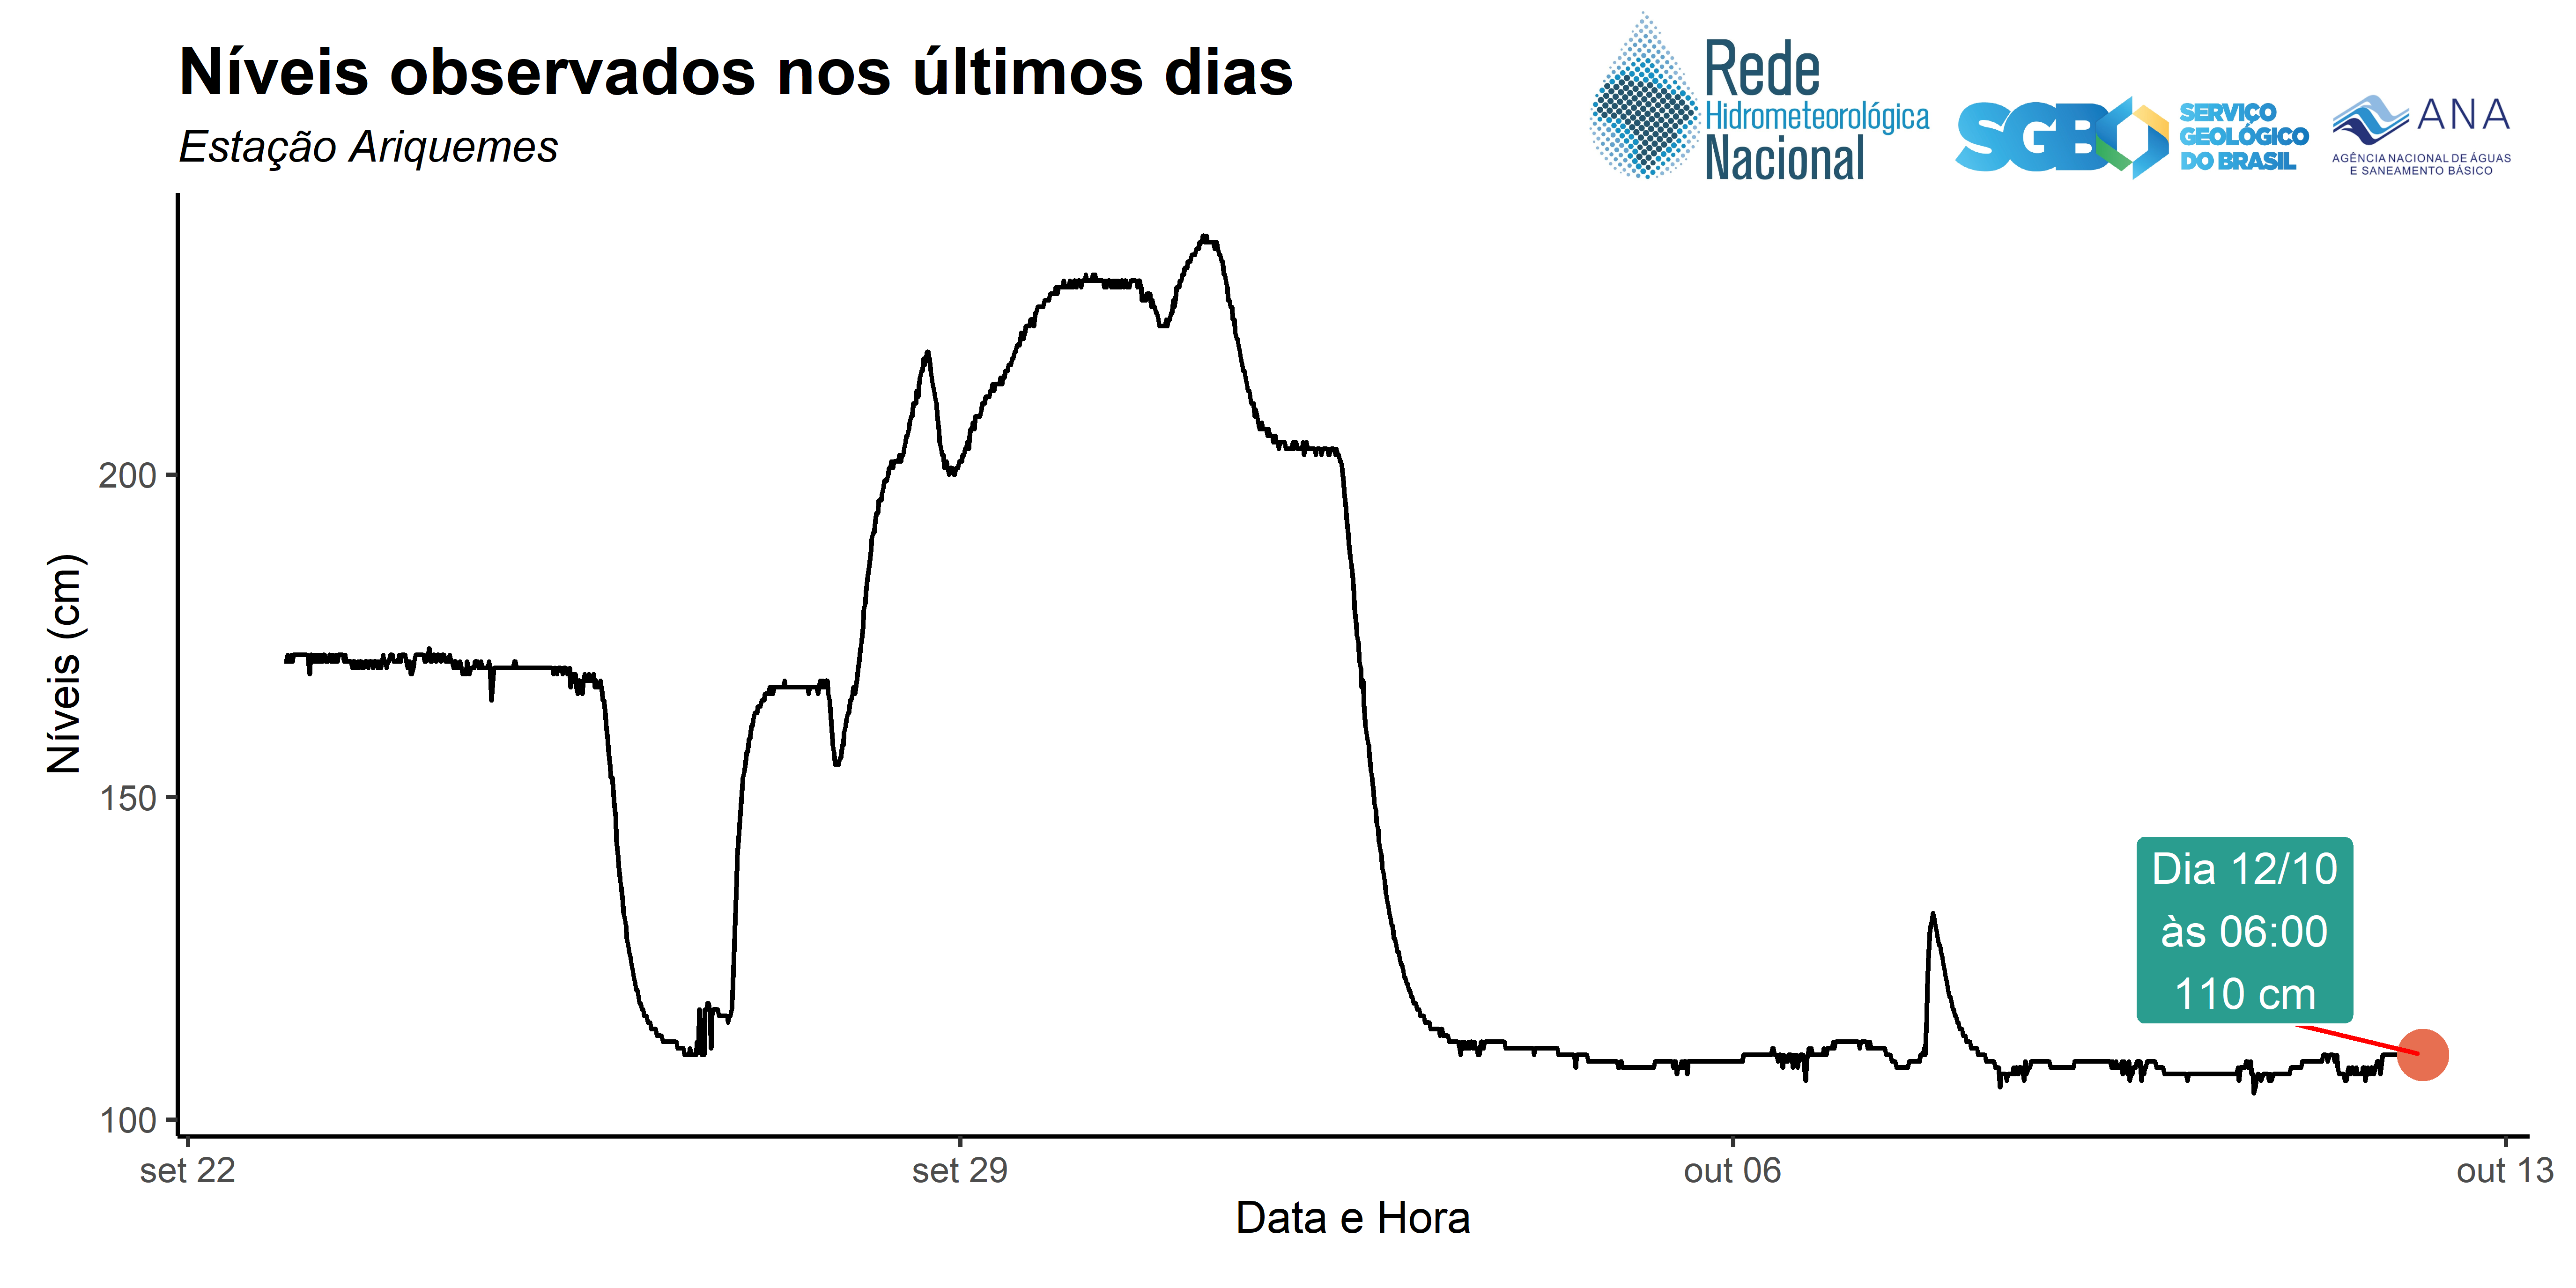 Níveis observados nos últimos dias
Estação Ariquemes
Rede
Hidrometeorológica
Nacional
SGB
SERVIÇO
GEOLÓGICO
DO BRASIL
ANA
AGÊNCIA NACIONAL DE ÁGUAS
E SANEAMENTO BÁSICO
Níveis (cm)
200
150
100
Dia 12/10
às 06:00
110 cm
set 22
set 29
out 06
out 13
Data e Hora